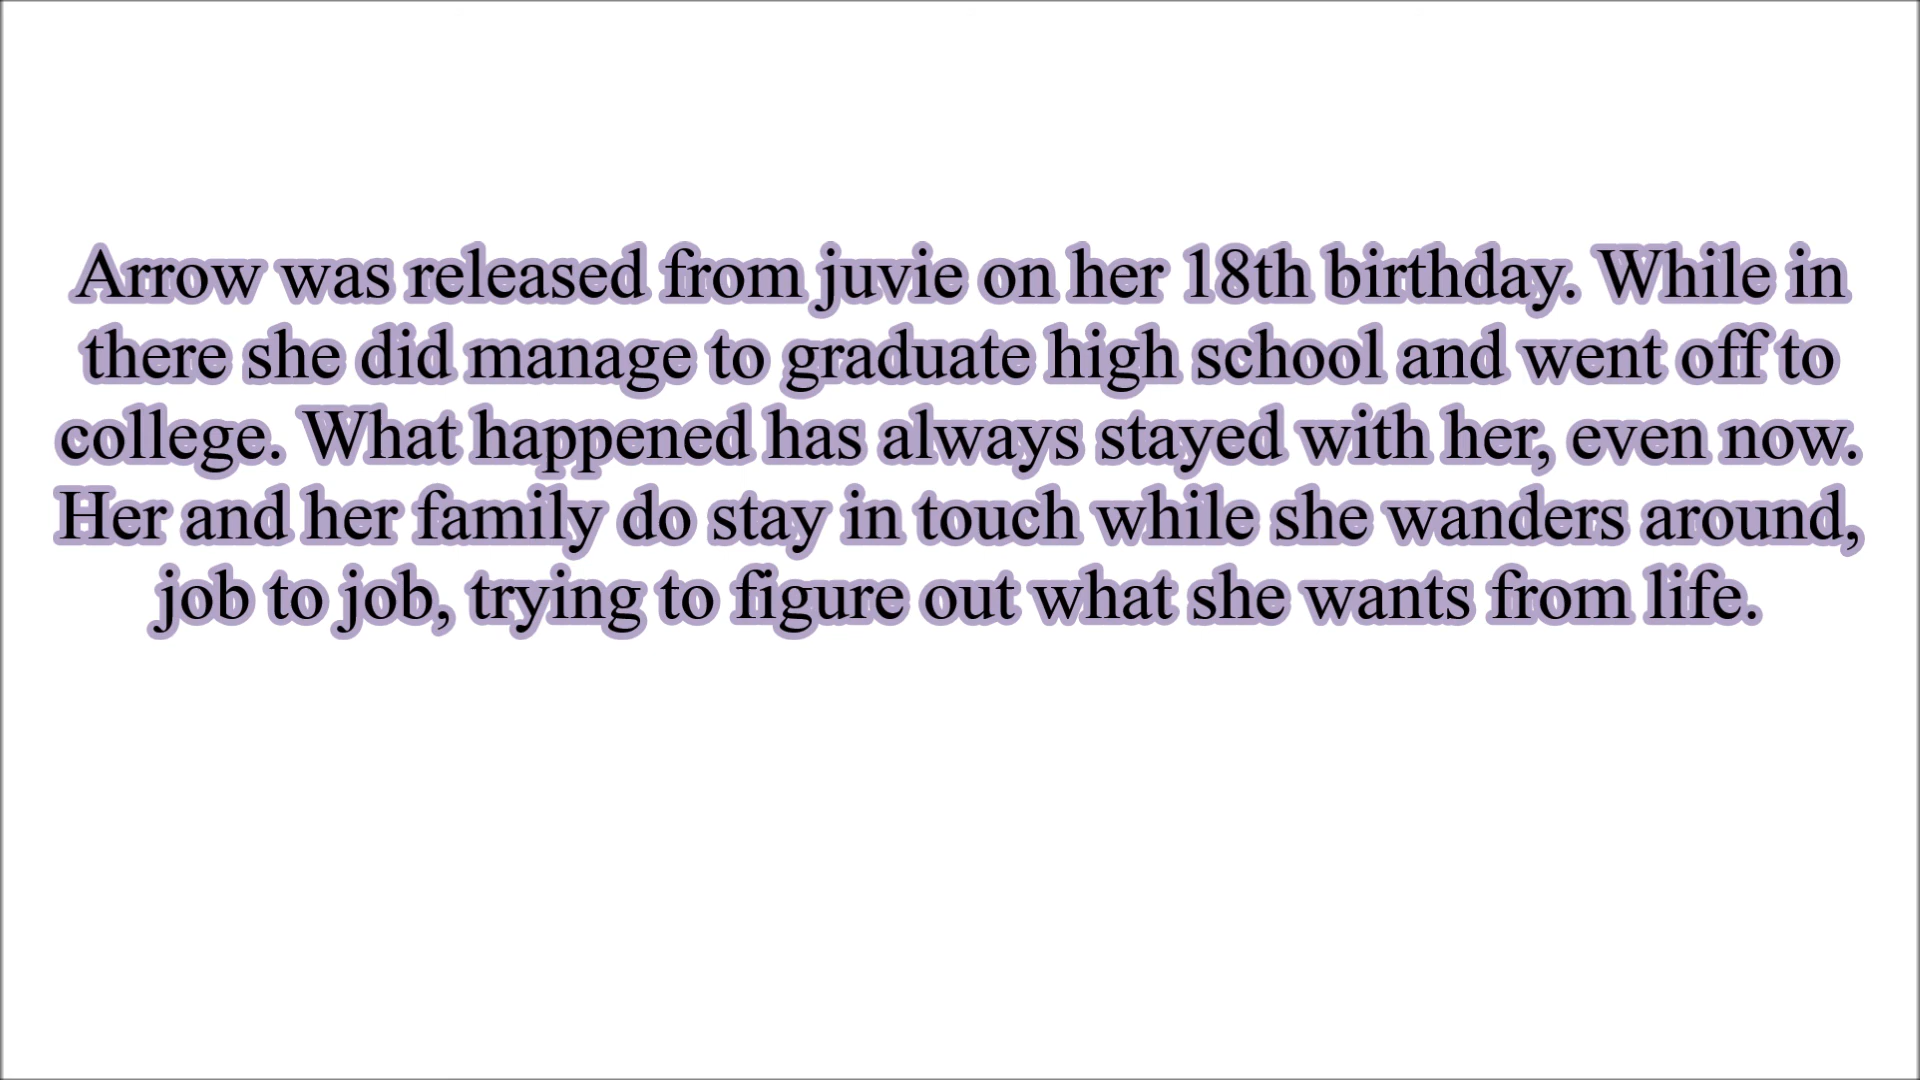 Arrow was released from juvie on her 18th birthday. While in
there she did manage to graduate high school and went off to
college. What happened has always stayed with her, even now.
Her and her family do stay in touch while she wanders around,
job to job, trying to figure out what she wants from life.